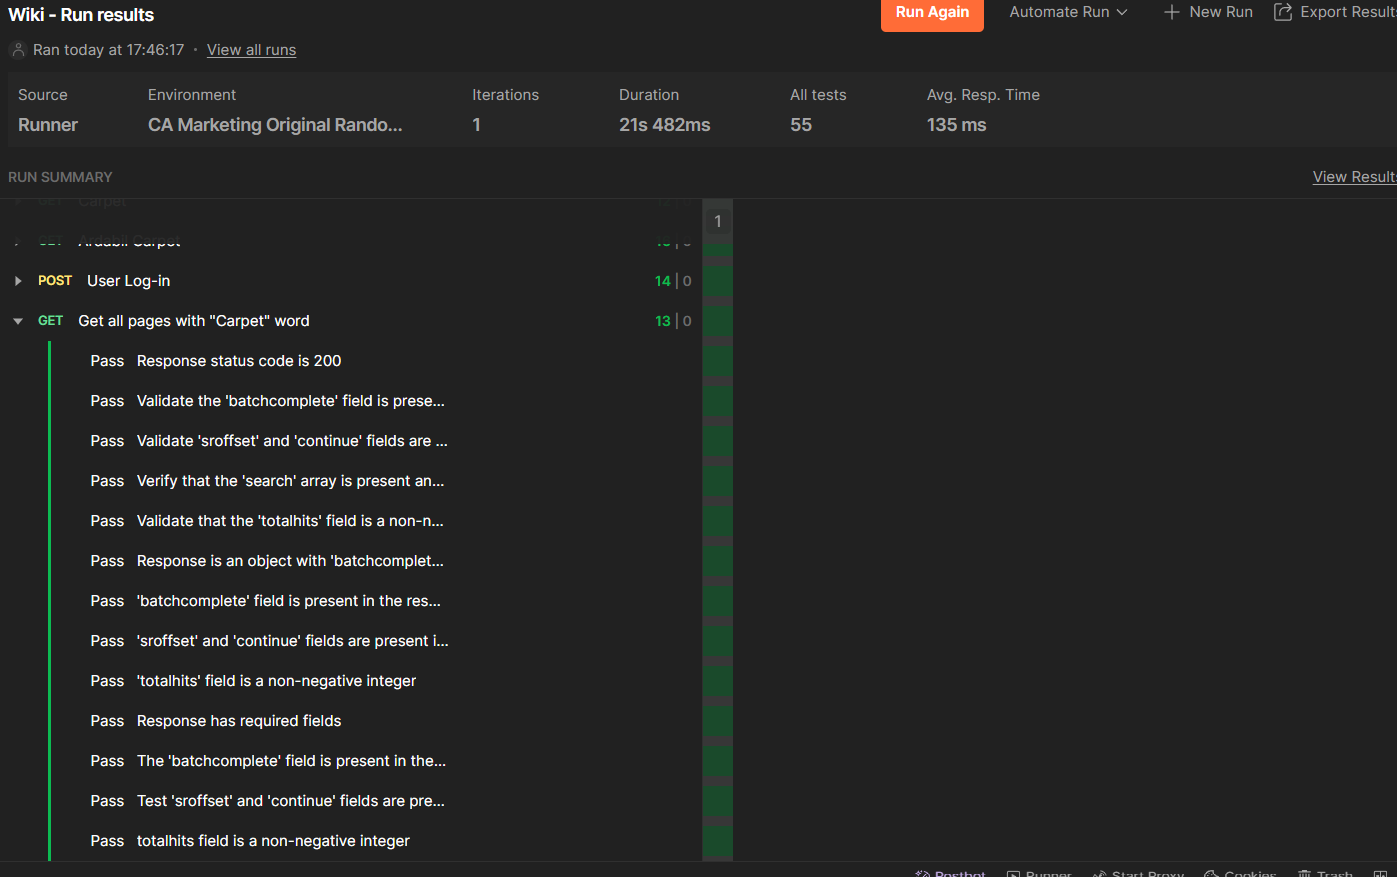 Wiki - Run results
Run Again
Automate Run
New Run
Export Result
Ran today at 17:46:17 · View all runs
Source Environment Iterations Duration All tests Avg. Resp. Time
Runner CA Marketing Original Rando... 1 21s 482ms 55 135 ms
RUN SUMMARY View Results
GET Carpet
1
GET Ardabil Carpet
POST User Log-in 14 | 0
GET Get all pages with "Carpet" word 13 | 0
Pass Response status code is 200
Pass Validate the 'batchcomplete' field is prese...
Pass Validate 'sroffset' and 'continue' fields are ...
Pass Verify that the 'search' array is present an...
Pass Validate that the 'totalhits' field is a non-n...
Pass Response is an object with 'batchcomplet...
Pass 'batchcomplete' field is present in the res...
Pass 'sroffset' and 'continue' fields are present i...
Pass 'totalhits' field is a non-negative integer
Pass Response has required fields
Pass The 'batchcomplete' field is present in the...
Pass Test 'sroffset' and 'continue' fields are pre...
Pass totalhits field is a non-negative integer
Postbot Runner Start Proxy Cookies Trash